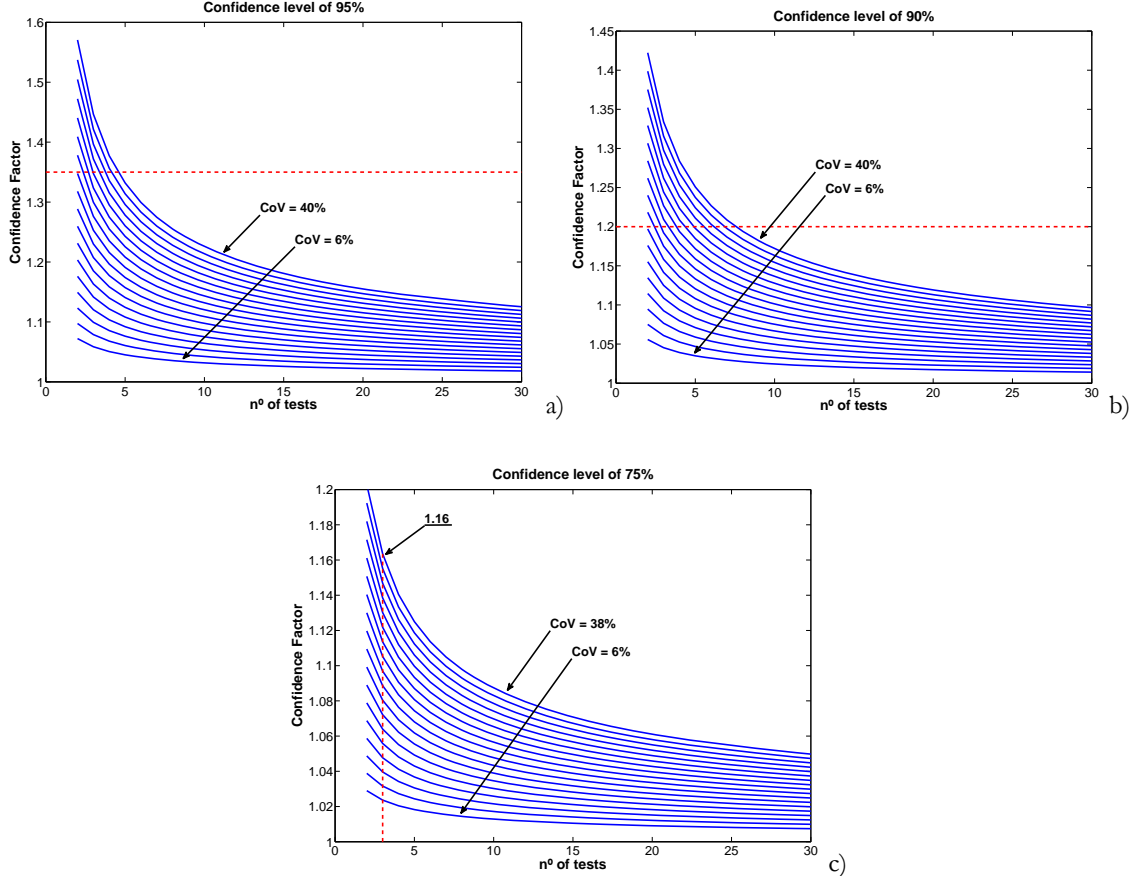 Confidence level of 95%
1.6
1.5
1.4
1.3
1.2
1.1
1
Confidence Factor
CoV = 40%
CoV = 6%
0 5 10 15 20 25 30
nº of tests
a)
Confidence level of 90%
1.45
1.4
1.35
1.3
1.25
1.2
1.15
1.1
1.05
1
Confidence Factor
CoV = 40%
CoV = 6%
0 5 10 15 20 25 30
nº of tests
b)
Confidence level of 75%
1.2
1.18
1.16
1.14
1.12
1.1
1.08
1.06
1.04
1.02
1
Confidence Factor
1.16
CoV = 38%
CoV = 6%
0 5 10 15 20 25 30
nº of tests
c)